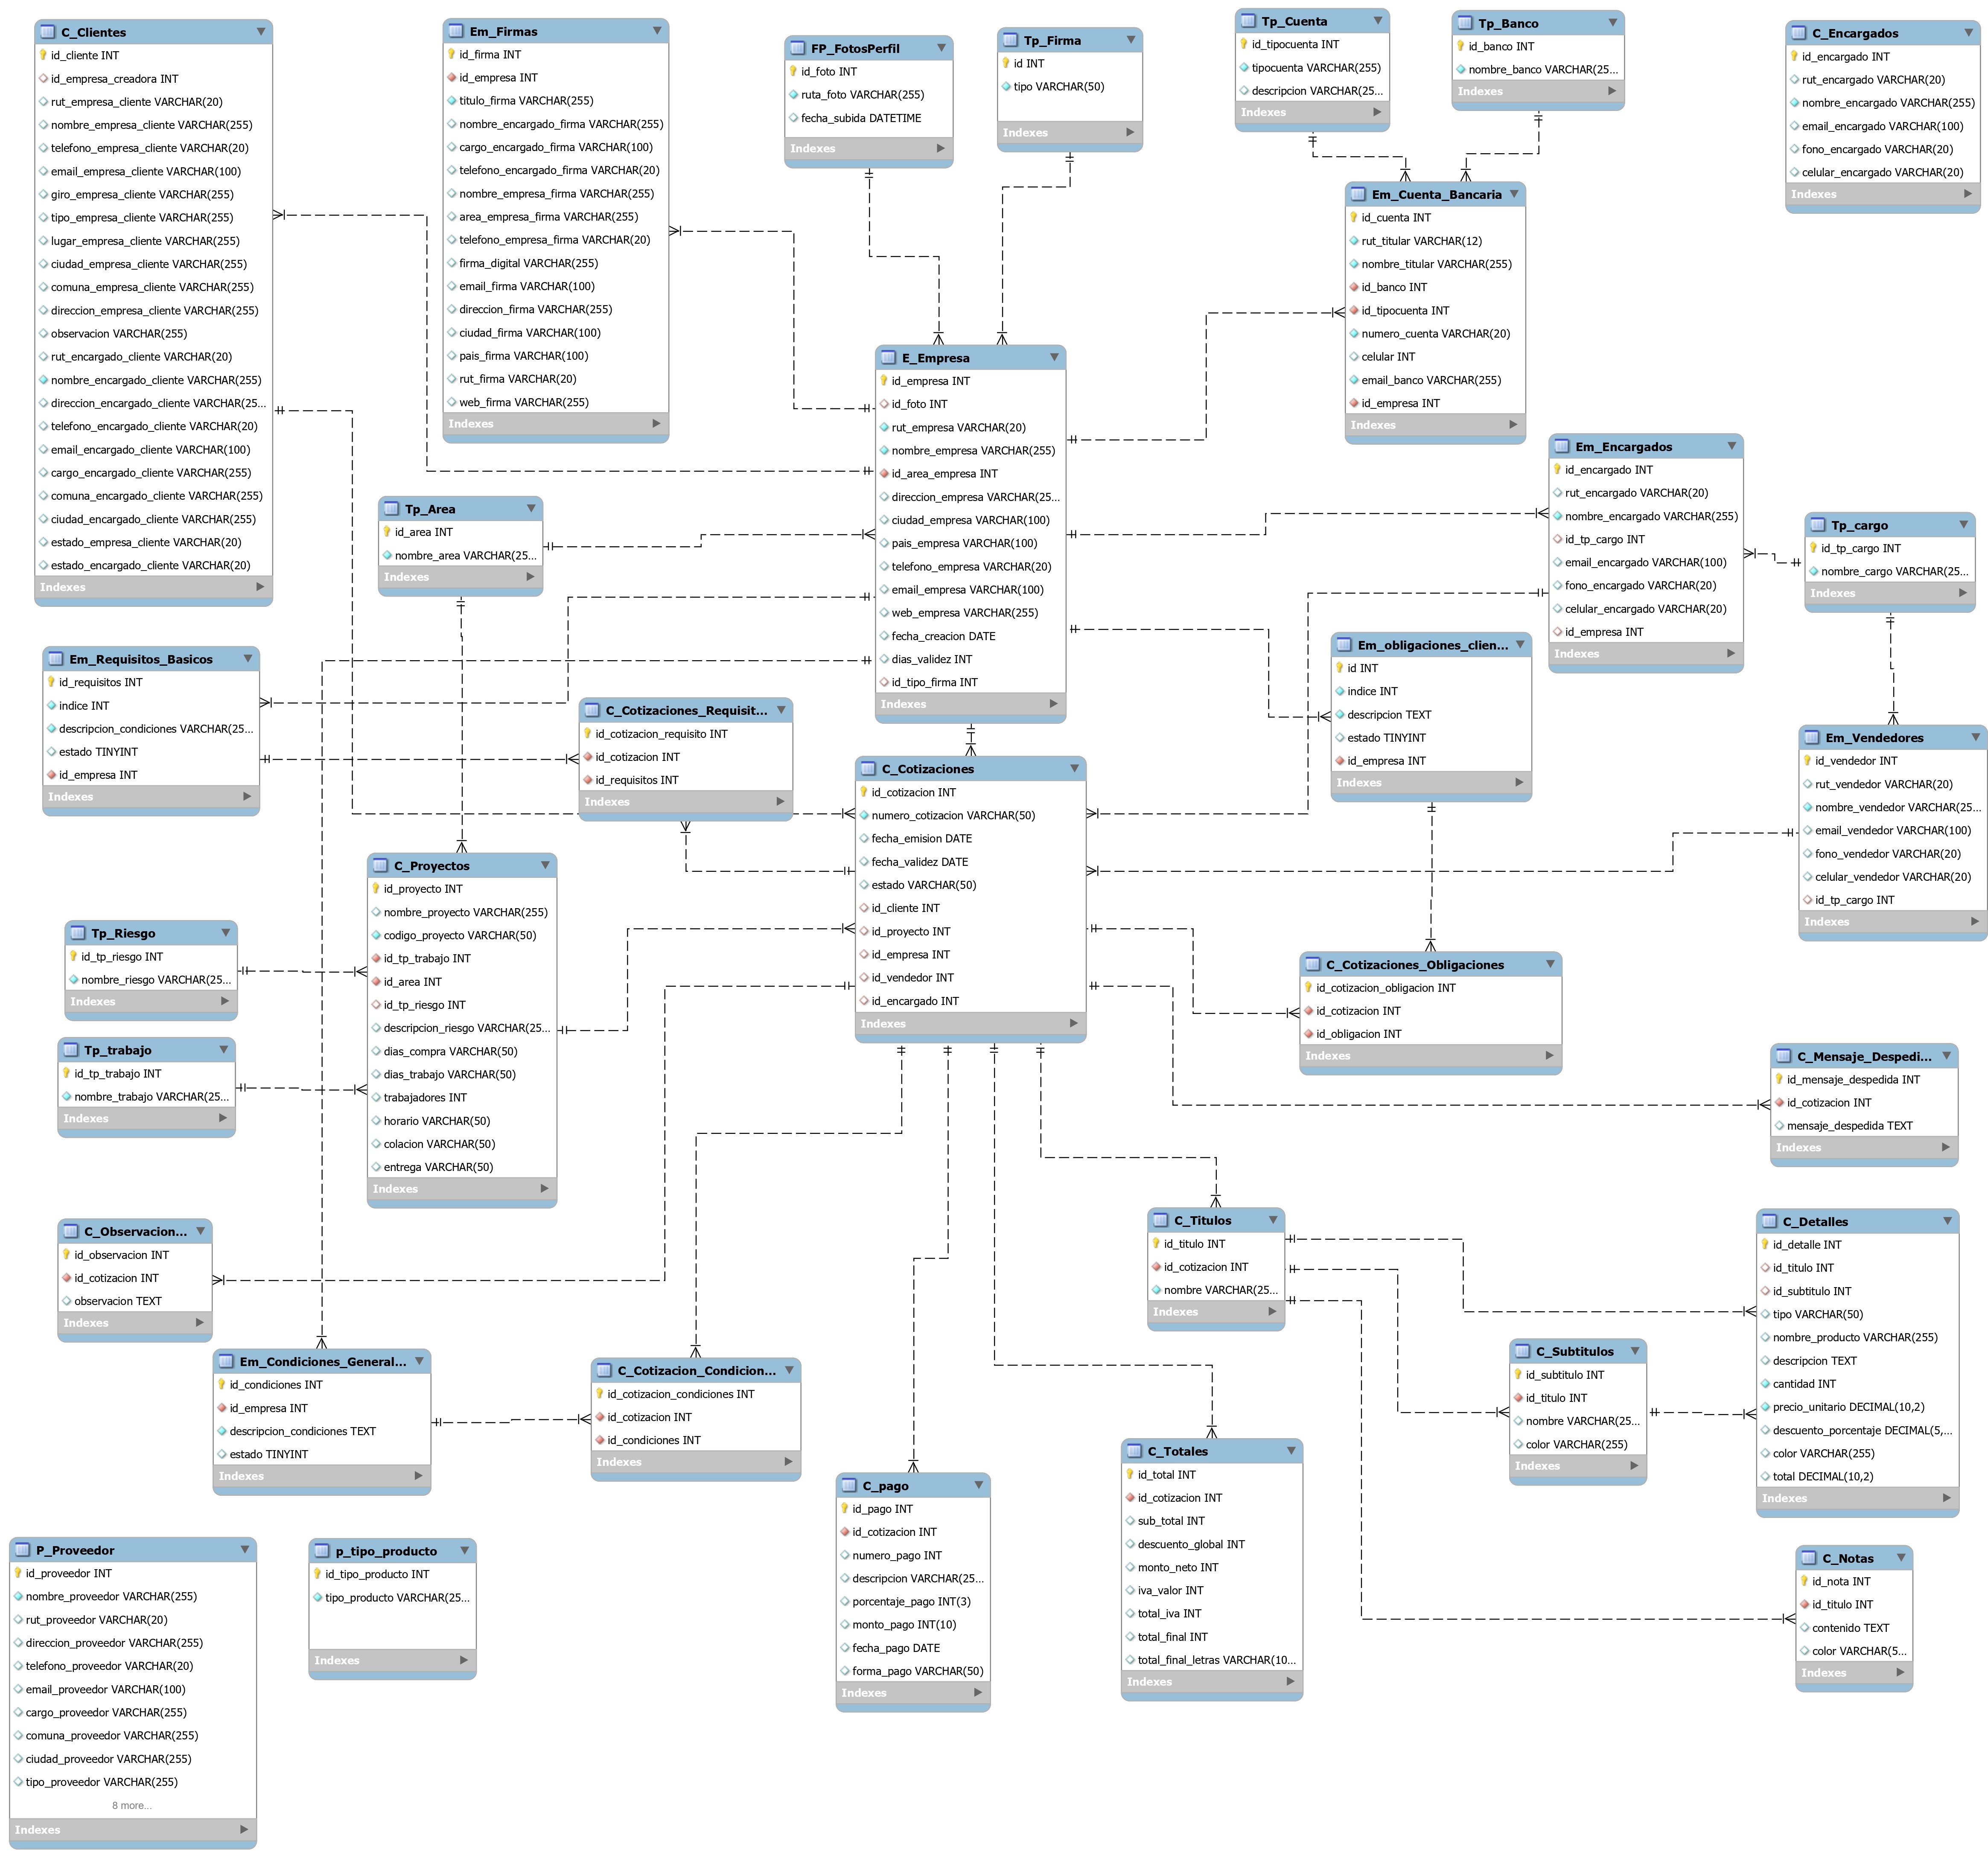 C_Clientes
id_cliente INT
id_empresa_creadora INT
rut_empresa_cliente VARCHAR(20)
nombre_empresa_cliente VARCHAR(255)
telefono_empresa_cliente VARCHAR(20)
email_empresa_cliente VARCHAR(100)
giro_empresa_cliente VARCHAR(255)
tipo_empresa_cliente VARCHAR(255)
lugar_empresa_cliente VARCHAR(255)
ciudad_empresa_cliente VARCHAR(255)
comuna_empresa_cliente VARCHAR(255)
direccion_empresa_cliente VARCHAR(255)
observacion VARCHAR(255)
rut_encargado_cliente VARCHAR(20)
nombre_encargado_cliente VARCHAR(255)
direccion_encargado_cliente VARCHAR(25...
telefono_encargado_cliente VARCHAR(20)
email_encargado_cliente VARCHAR(100)
cargo_encargado_cliente VARCHAR(255)
comuna_encargado_cliente VARCHAR(255)
ciudad_encargado_cliente VARCHAR(255)
estado_empresa_cliente VARCHAR(20)
estado_encargado_cliente VARCHAR(20)
Indexes
Em_Firmas
id_firma INT
id_empresa INT
titulo_firma VARCHAR(255)
nombre_encargado_firma VARCHAR(255)
cargo_encargado_firma VARCHAR(100)
telefono_encargado_firma VARCHAR(20)
nombre_empresa_firma VARCHAR(255)
area_empresa_firma VARCHAR(255)
telefono_empresa_firma VARCHAR(20)
firma_digital VARCHAR(255)
email_firma VARCHAR(100)
direccion_firma VARCHAR(255)
ciudad_firma VARCHAR(100)
pais_firma VARCHAR(100)
rut_firma VARCHAR(20)
web_firma VARCHAR(255)
Indexes
FP_FotosPerfil
id_foto INT
ruta_foto VARCHAR(255)
fecha_subida DATETIME
Indexes
Tp_Firma
id INT
tipo VARCHAR(50)
Indexes
Tp_Cuenta
id_tipocuenta INT
tipocuenta VARCHAR(255)
descripcion VARCHAR(25...
Indexes
Tp_Banco
id_banco INT
nombre_banco VARCHAR(25...
Indexes
C_Encargados
id_encargado INT
rut_encargado VARCHAR(20)
nombre_encargado VARCHAR(255)
email_encargado VARCHAR(100)
fono_encargado VARCHAR(20)
celular_encargado VARCHAR(20)
Indexes
Em_Cuenta_Bancaria
id_cuenta INT
rut_titular VARCHAR(12)
nombre_titular VARCHAR(255)
id_banco INT
id_tipocuenta INT
numero_cuenta VARCHAR(20)
celular INT
email_banco VARCHAR(255)
id_empresa INT
Indexes
E_Empresa
id_empresa INT
id_foto INT
rut_empresa VARCHAR(20)
nombre_empresa VARCHAR(255)
id_area_empresa INT
direccion_empresa VARCHAR(25...
ciudad_empresa VARCHAR(100)
pais_empresa VARCHAR(100)
telefono_empresa VARCHAR(20)
email_empresa VARCHAR(100)
web_empresa VARCHAR(255)
fecha_creacion DATE
dias_validez INT
id_tipo_firma INT
Indexes
Em_Encargados
id_encargado INT
rut_encargado VARCHAR(20)
nombre_encargado VARCHAR(255)
id_tp_cargo INT
email_encargado VARCHAR(100)
fono_encargado VARCHAR(20)
celular_encargado VARCHAR(20)
id_empresa INT
Indexes
Tp_cargo
id_tp_cargo INT
nombre_cargo VARCHAR(25...
Indexes
Tp_Area
id_area INT
nombre_area VARCHAR(25...
Indexes
Em_Requisitos_Basicos
id_requisitos INT
indice INT
descripcion_condiciones VARCHAR(25...
estado TINYINT
id_empresa INT
Indexes
C_Cotizaciones_Requisit...
id_cotizacion_requisito INT
id_cotizacion INT
id_requisitos INT
Indexes
Em_obligaciones_clien...
id INT
indice INT
descripcion TEXT
estado TINYINT
id_empresa INT
Indexes
Em_Vendedores
id_vendedor INT
rut_vendedor VARCHAR(20)
nombre_vendedor VARCHAR(25...
email_vendedor VARCHAR(100)
fono_vendedor VARCHAR(20)
celular_vendedor VARCHAR(20)
id_tp_cargo INT
Indexes
C_Cotizaciones
id_cotizacion INT
numero_cotizacion VARCHAR(50)
fecha_emision DATE
fecha_validez DATE
estado VARCHAR(50)
id_cliente INT
id_proyecto INT
id_empresa INT
id_vendedor INT
id_encargado INT
Indexes
C_Proyectos
id_proyecto INT
nombre_proyecto VARCHAR(255)
codigo_proyecto VARCHAR(50)
id_tp_trabajo INT
id_area INT
id_tp_riesgo INT
descripcion_riesgo VARCHAR(25...
dias_compra VARCHAR(50)
dias_trabajo VARCHAR(50)
trabajadores INT
horario VARCHAR(50)
colacion VARCHAR(50)
entrega VARCHAR(50)
Indexes
Tp_Riesgo
id_tp_riesgo INT
nombre_riesgo VARCHAR(25...
Indexes
Tp_trabajo
id_tp_trabajo INT
nombre_trabajo VARCHAR(25...
Indexes
C_Cotizaciones_Obligaciones
id_cotizacion_obligacion INT
id_cotizacion INT
id_obligacion INT
Indexes
C_Mensaje_Despedi...
id_mensaje_despedida INT
id_cotizacion INT
mensaje_despedida TEXT
Indexes
C_Observacion...
id_observacion INT
id_cotizacion INT
observacion TEXT
Indexes
C_Titulos
id_titulo INT
id_cotizacion INT
nombre VARCHAR(25...
Indexes
C_Detalles
id_detalle INT
id_titulo INT
id_subtitulo INT
tipo VARCHAR(50)
nombre_producto VARCHAR(255)
descripcion TEXT
cantidad INT
precio_unitario DECIMAL(10,2)
descuento_porcentaje DECIMAL(5,...
color VARCHAR(255)
total DECIMAL(10,2)
Indexes
Em_Condiciones_General...
id_condiciones INT
id_empresa INT
descripcion_condiciones TEXT
estado TINYINT
Indexes
C_Cotizacion_Condicion...
id_cotizacion_condiciones INT
id_cotizacion INT
id_condiciones INT
Indexes
C_Subtitulos
id_subtitulo INT
id_titulo INT
nombre VARCHAR(25...
color VARCHAR(255)
Indexes
C_pago
id_pago INT
id_cotizacion INT
numero_pago INT
descripcion VARCHAR(25...
porcentaje_pago INT(3)
monto_pago INT(10)
fecha_pago DATE
forma_pago VARCHAR(50)
Indexes
C_Totales
id_total INT
id_cotizacion INT
sub_total INT
descuento_global INT
monto_neto INT
iva_valor INT
total_iva INT
total_final INT
total_final_letras VARCHAR(10...
Indexes
C_Notas
id_nota INT
id_titulo INT
contenido TEXT
color VARCHAR(5...
Indexes
P_Proveedor
id_proveedor INT
nombre_proveedor VARCHAR(255)
rut_proveedor VARCHAR(20)
direccion_proveedor VARCHAR(255)
telefono_proveedor VARCHAR(20)
email_proveedor VARCHAR(100)
cargo_proveedor VARCHAR(255)
comuna_proveedor VARCHAR(255)
ciudad_proveedor VARCHAR(255)
tipo_proveedor VARCHAR(255)
8 more...
Indexes
p_tipo_producto
id_tipo_producto INT
tipo_producto VARCHAR(25...
Indexes